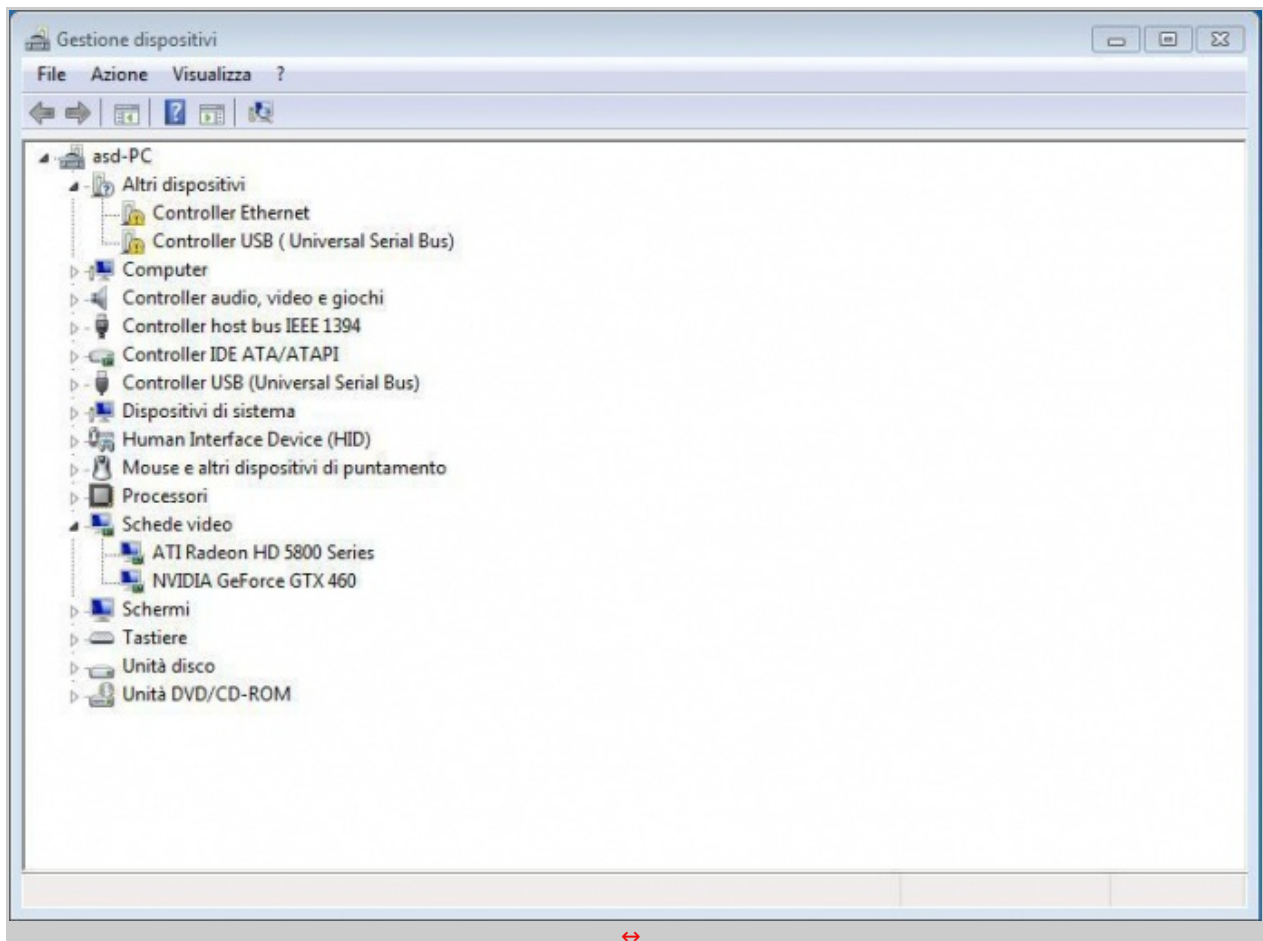 Gestione dispositivi
File Azione Visualizza ?
asd-PC
Altri dispositivi
Controller Ethernet
Controller USB ( Universal Serial Bus)
Computer
Controller audio, video e giochi
Controller host bus IEEE 1394
Controller IDE ATA/ATAPI
Controller USB (Universal Serial Bus)
Dispositivi di sistema
Human Interface Device (HID)
Mouse e altri dispositivi di puntamento
Processori
Schede video
ATI Radeon HD 5800 Series
NVIDIA GeForce GTX 460
Schermi
Tastiere
Unità disco
Unità DVD/CD-ROM